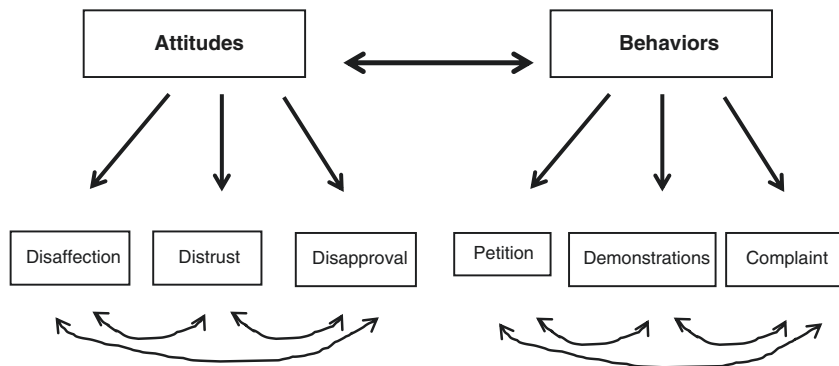 Attitudes
Behaviors
Disaffection
Distrust
Disapproval
Petition
Demonstrations
Complaint